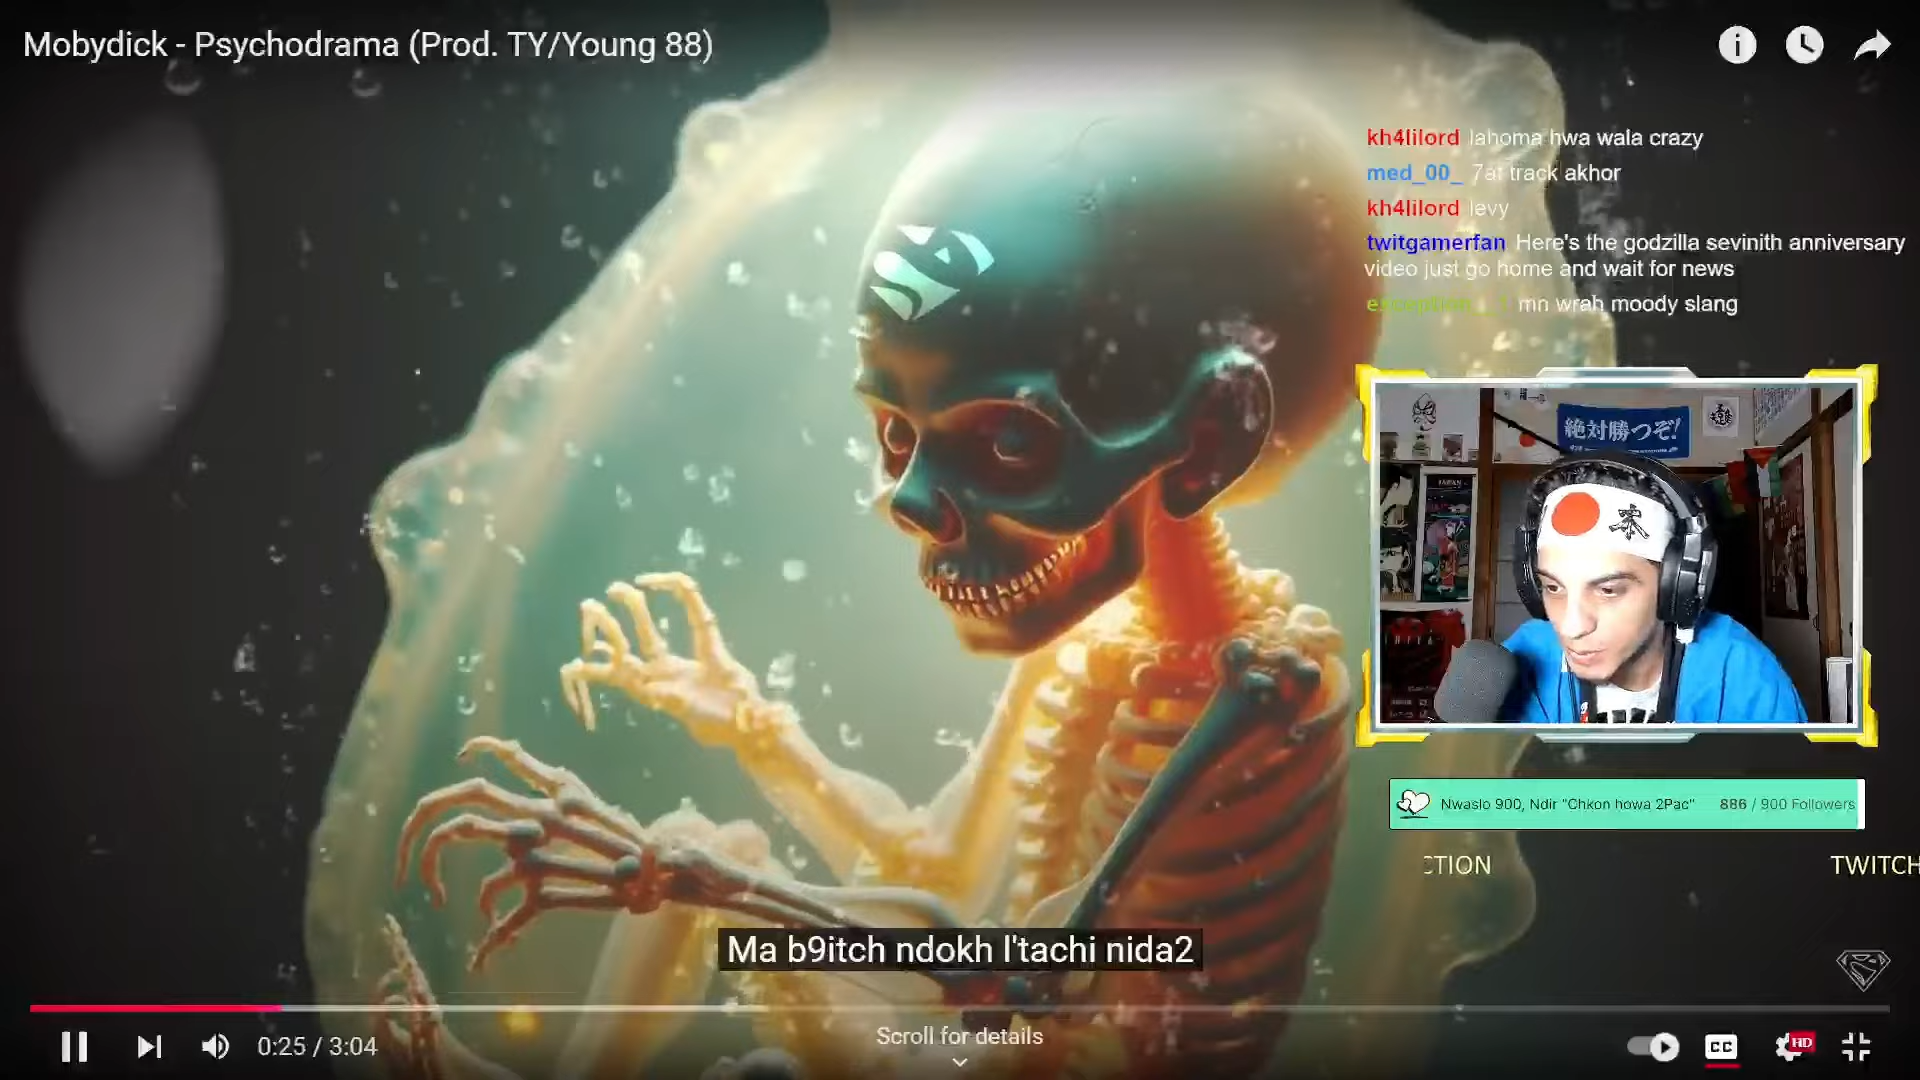 Mobydick - Psychodrama (Prod. TY/Young 88)
kh4lilord lahoma hwa wala crazy
med_00_ 7at track akhor
kh4lilord levy
twitgamerfan Here's the godzilla sevinith anniversary
video just go home and wait for news
mn wrah moody slang
絶対勝つぞ!
JAPAN
Nwaslo 900, Ndir "Chkon howa 2Pac" 886 / 900 Followers
CTION TWITCH
Ma b9itch ndokh l'tachi nida2
Scroll for details
0:25 / 3:04
CC
HD